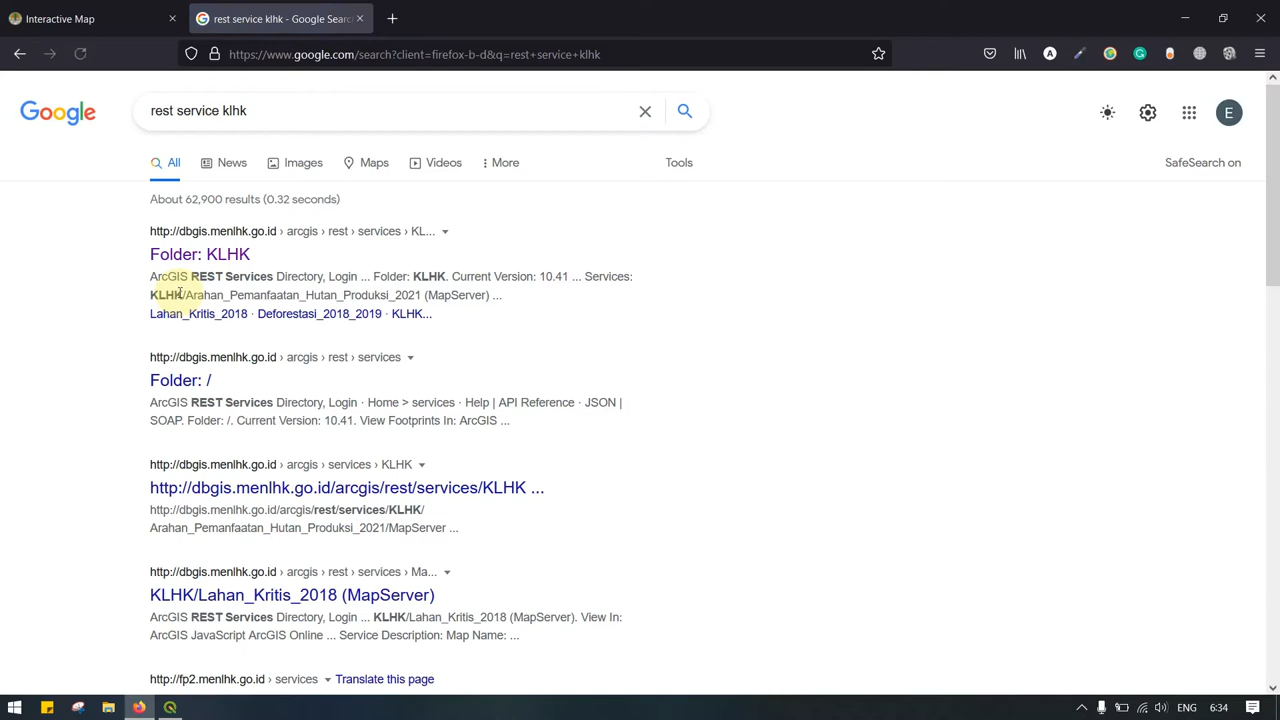 Interactive Map
rest service klhk - Google Searc
https://www.google.com/search?client=firefox-b-d&q=rest+service+klhk
Google
rest service klhk
E
All
News
Images
Maps
Videos
More
Tools
SafeSearch on
About 62,900 results (0.32 seconds)
http://dbgis.menlhk.go.id › arcgis › rest › services › KL...
Folder: KLHK
ArcGIS REST Services Directory, Login ... Folder: KLHK. Current Version: 10.41 ... Services:
KLHK/Arahan_Pemanfaatan_Hutan_Produksi_2021 (MapServer) ...
Lahan_Kritis_2018 · Deforestasi_2018_2019 · KLHK...
http://dbgis.menlhk.go.id › arcgis › rest › services
Folder: /
ArcGIS REST Services Directory, Login · Home > services · Help | API Reference · JSON |
SOAP. Folder: /. Current Version: 10.41. View Footprints In: ArcGIS ...
http://dbgis.menlhk.go.id › arcgis › services › KLHK
http://dbgis.menlhk.go.id/arcgis/rest/services/KLHK ...
http://dbgis.menlhk.go.id/arcgis/rest/services/KLHK/
Arahan_Pemanfaatan_Hutan_Produksi_2021/MapServer ...
http://dbgis.menlhk.go.id › arcgis › rest › services › Ma...
KLHK/Lahan_Kritis_2018 (MapServer)
ArcGIS REST Services Directory, Login ... KLHK/Lahan_Kritis_2018 (MapServer). View In:
ArcGIS JavaScript ArcGIS Online ... Service Description: Map Name: ...
http://fp2.menlhk.go.id › services
Translate this page
ENG
6:34